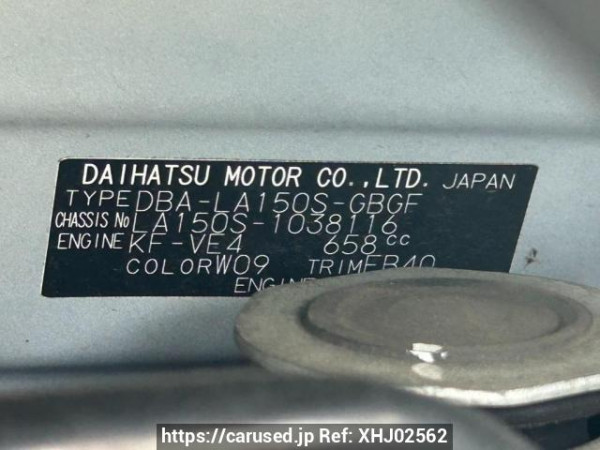 DAIHATSU MOTOR CO.,LTD. JAPAN
TYPE DBA-LA150S-GBGF
CHASSIS No LA150S-1038116
ENGINE KF-VE4 658cc
COLOR W09 TRIM FB40
https://carused.jp Ref: XHJ02562